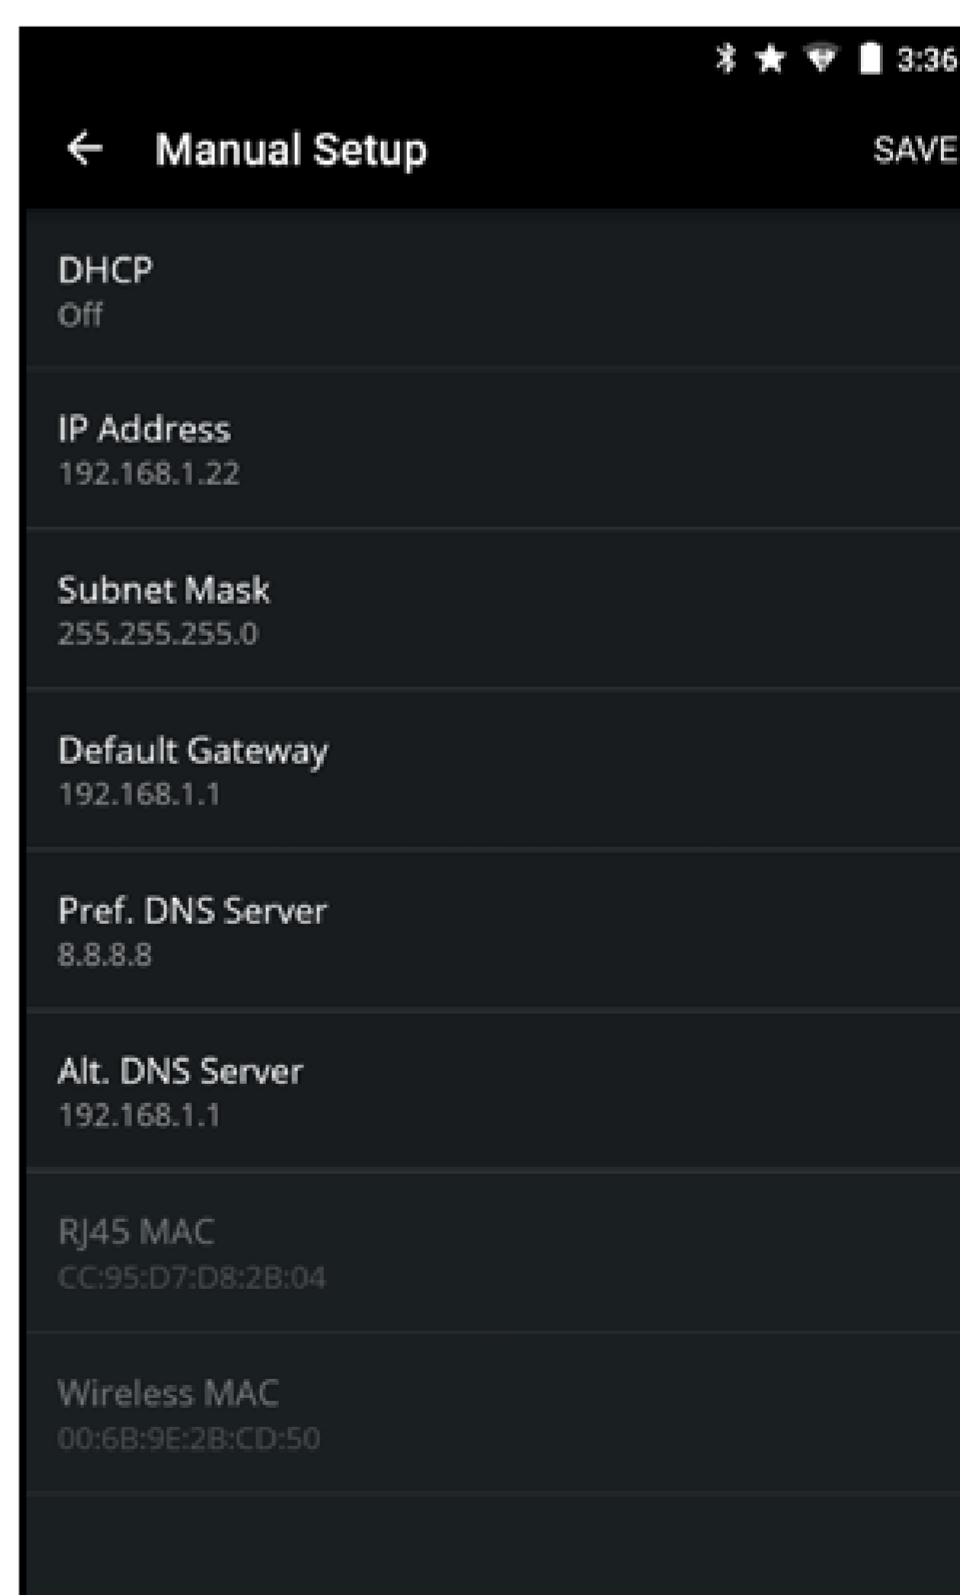 3:36
Manual Setup
SAVE
DHCP
Off
IP Address
192.168.1.22
Subnet Mask
255.255.255.0
Default Gateway
192.168.1.1
Pref. DNS Server
8.8.8.8
Alt. DNS Server
192.168.1.1
RJ45 MAC
CC:95:D7:D8:2B:04
Wireless MAC
00:6B:9E:2B:CD:50